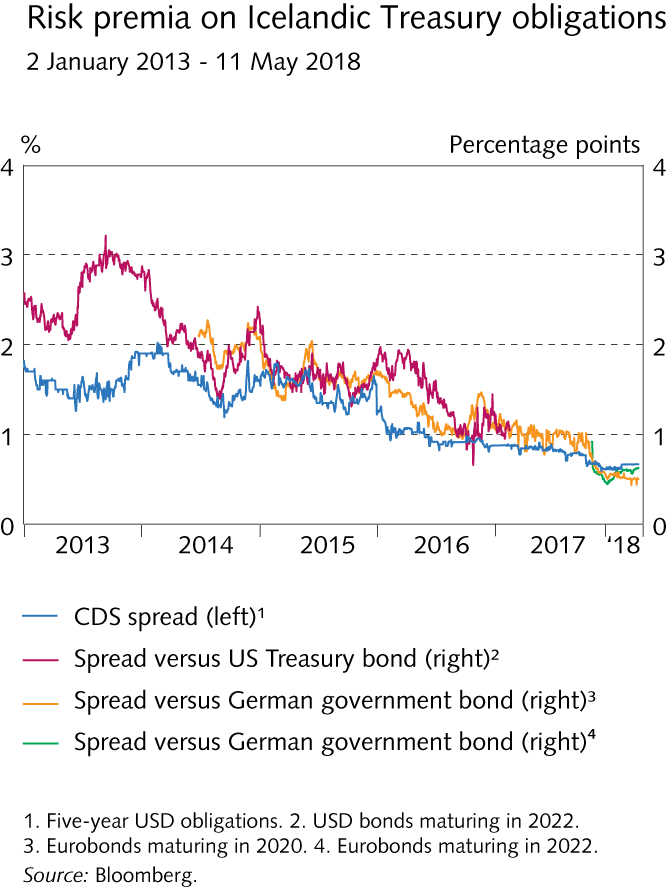 Risk premia on Icelandic Treasury obligations
2 January 2013 - 11 May 2018
% Percentage points
4 4
3 3
2 2
1 1
0 0
2013 2014 2015 2016 2017 '18
CDS spread (left)¹
Spread versus US Treasury bond (right)²
Spread versus German government bond (right)³
Spread versus German government bond (right)⁴
1. Five-year USD obligations. 2. USD bonds maturing in 2022.
3. Eurobonds maturing in 2020. 4. Eurobonds maturing in 2022.
Source: Bloomberg.